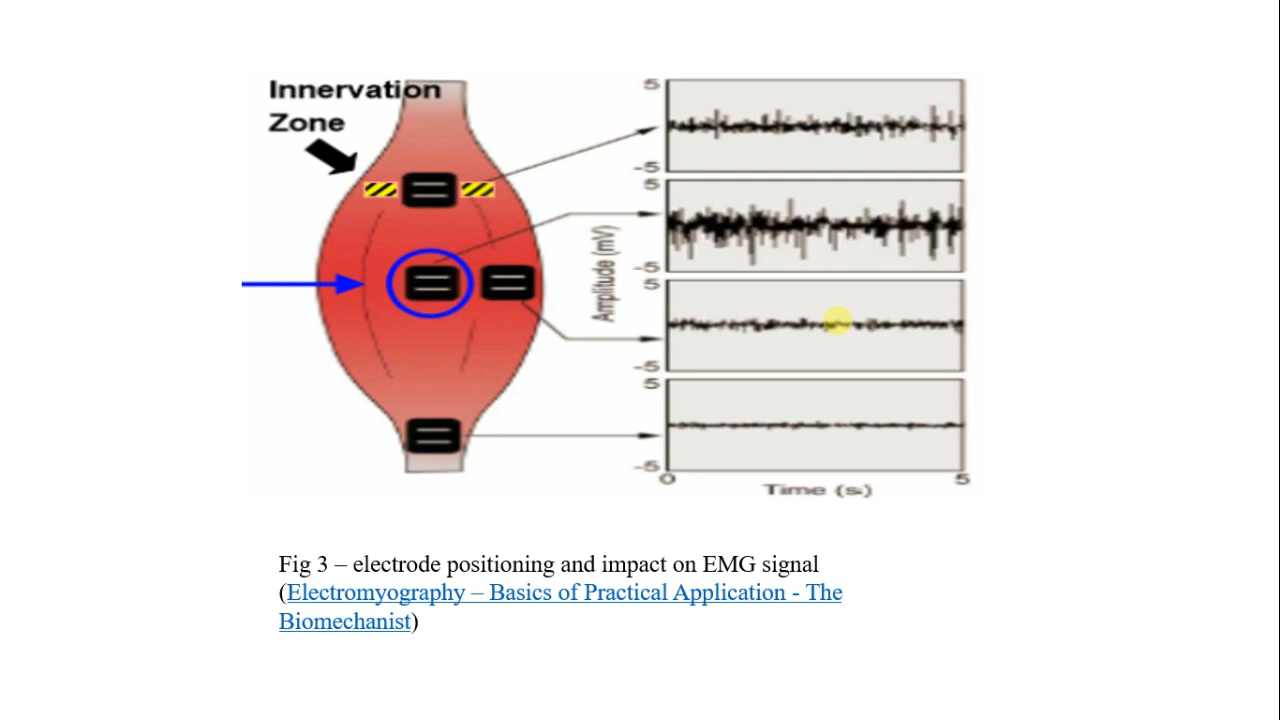 Innervation
Zone
5
-5
5
-5
5
-5
5
-5
Amplitude (mV)
0
5
Time (s)
Fig 3 – electrode positioning and impact on EMG signal
(Electromyography – Basics of Practical Application - The
Biomechanist)